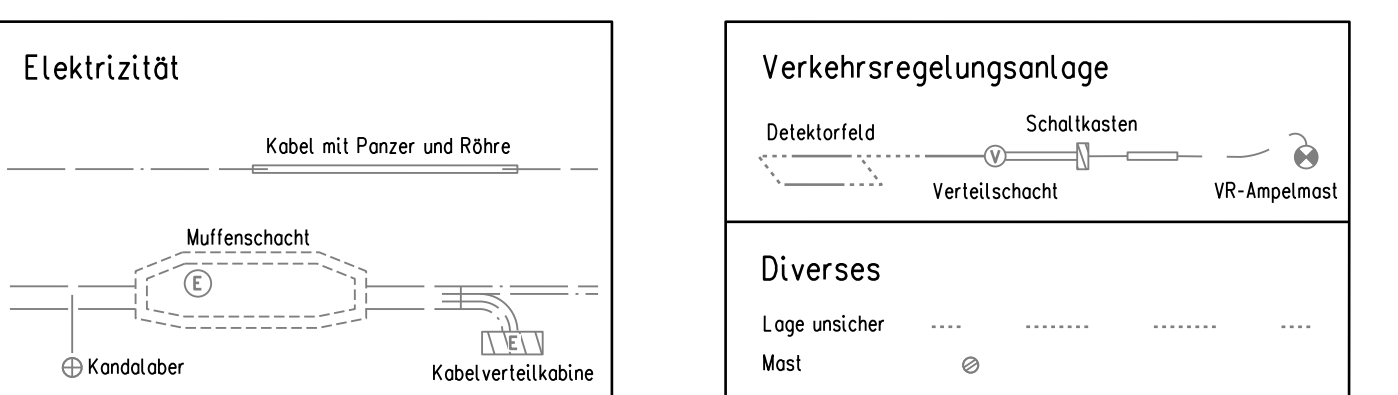 Elektrizität
Kabel mit Panzer und Röhre
Muffenschacht
E
E
Kandalaber
Kabelverteilkabine
Verkehrsregelungsanlage
Detektorfeld
Schaltkasten
V
Verteilschacht
VR-Ampelmast
Diverses
Lage unsicher
Mast